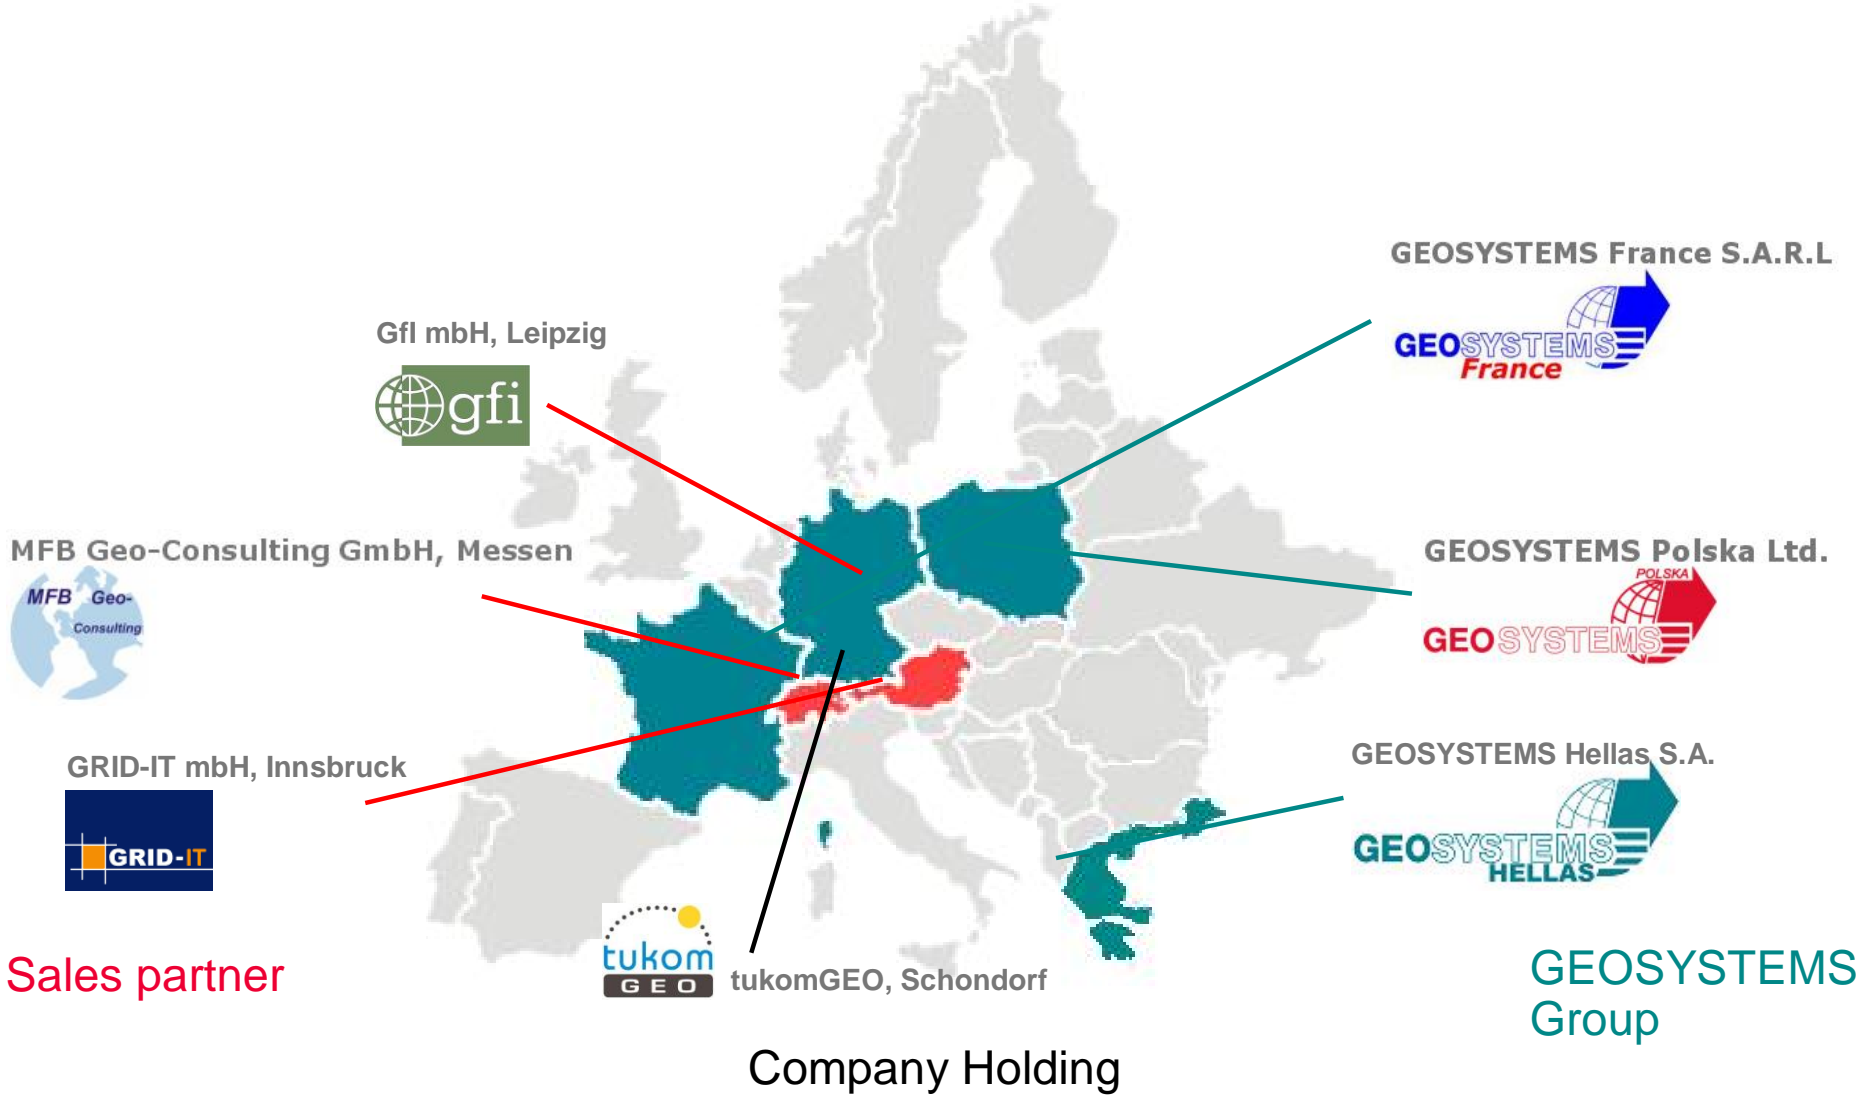 GEOSYSTEMS France S.A.R.L
GEOSYSTEMS
France
GfI mbH, Leipzig
gfi
MFB Geo-Consulting GmbH, Messen
MFB Geo-
Consulting
GEOSYSTEMS Polska Ltd.
POLSKA
GEOSYSTEMS
GRID-IT mbH, Innsbruck
GRID-IT
GEOSYSTEMS Hellas S.A.
GEOSYSTEMS
HELLAS
tukom
GEO
tukomGEO, Schondorf
Sales partner
GEOSYSTEMS
Group
Company Holding